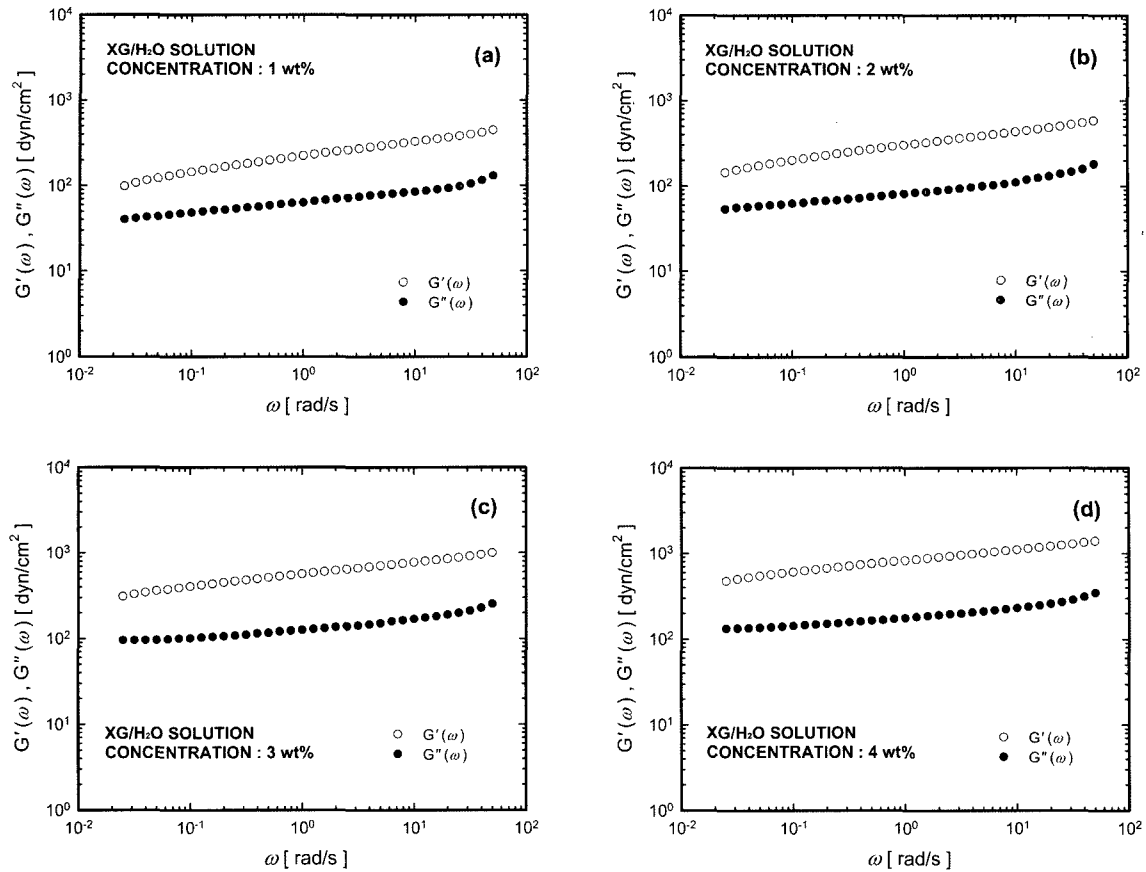 10⁴
10³
10²
10¹
10⁰
G′(ω) , G″(ω) [ dyn/cm² ]
XG/H₂O SOLUTION
CONCENTRATION : 1 wt%
(a)
G′(ω)
G″(ω)
10⁻² 10⁻¹ 10⁰ 10¹ 10²
ω [ rad/s ]
10⁴
10³
10²
10¹
10⁰
G′(ω) , G″(ω) [ dyn/cm² ]
XG/H₂O SOLUTION
CONCENTRATION : 2 wt%
(b)
G′(ω)
G″(ω)
10⁻² 10⁻¹ 10⁰ 10¹ 10²
ω [ rad/s ]
10⁴
10³
10²
10¹
10⁰
G′(ω) , G″(ω) [ dyn/cm² ]
(c)
XG/H₂O SOLUTION
CONCENTRATION : 3 wt%
G′(ω)
G″(ω)
10⁻² 10⁻¹ 10⁰ 10¹ 10²
ω [ rad/s ]
10⁴
10³
10²
10¹
10⁰
G′(ω) , G″(ω) [ dyn/cm² ]
(d)
XG/H₂O SOLUTION
CONCENTRATION : 4 wt%
G′(ω)
G″(ω)
10⁻² 10⁻¹ 10⁰ 10¹ 10²
ω [ rad/s ]